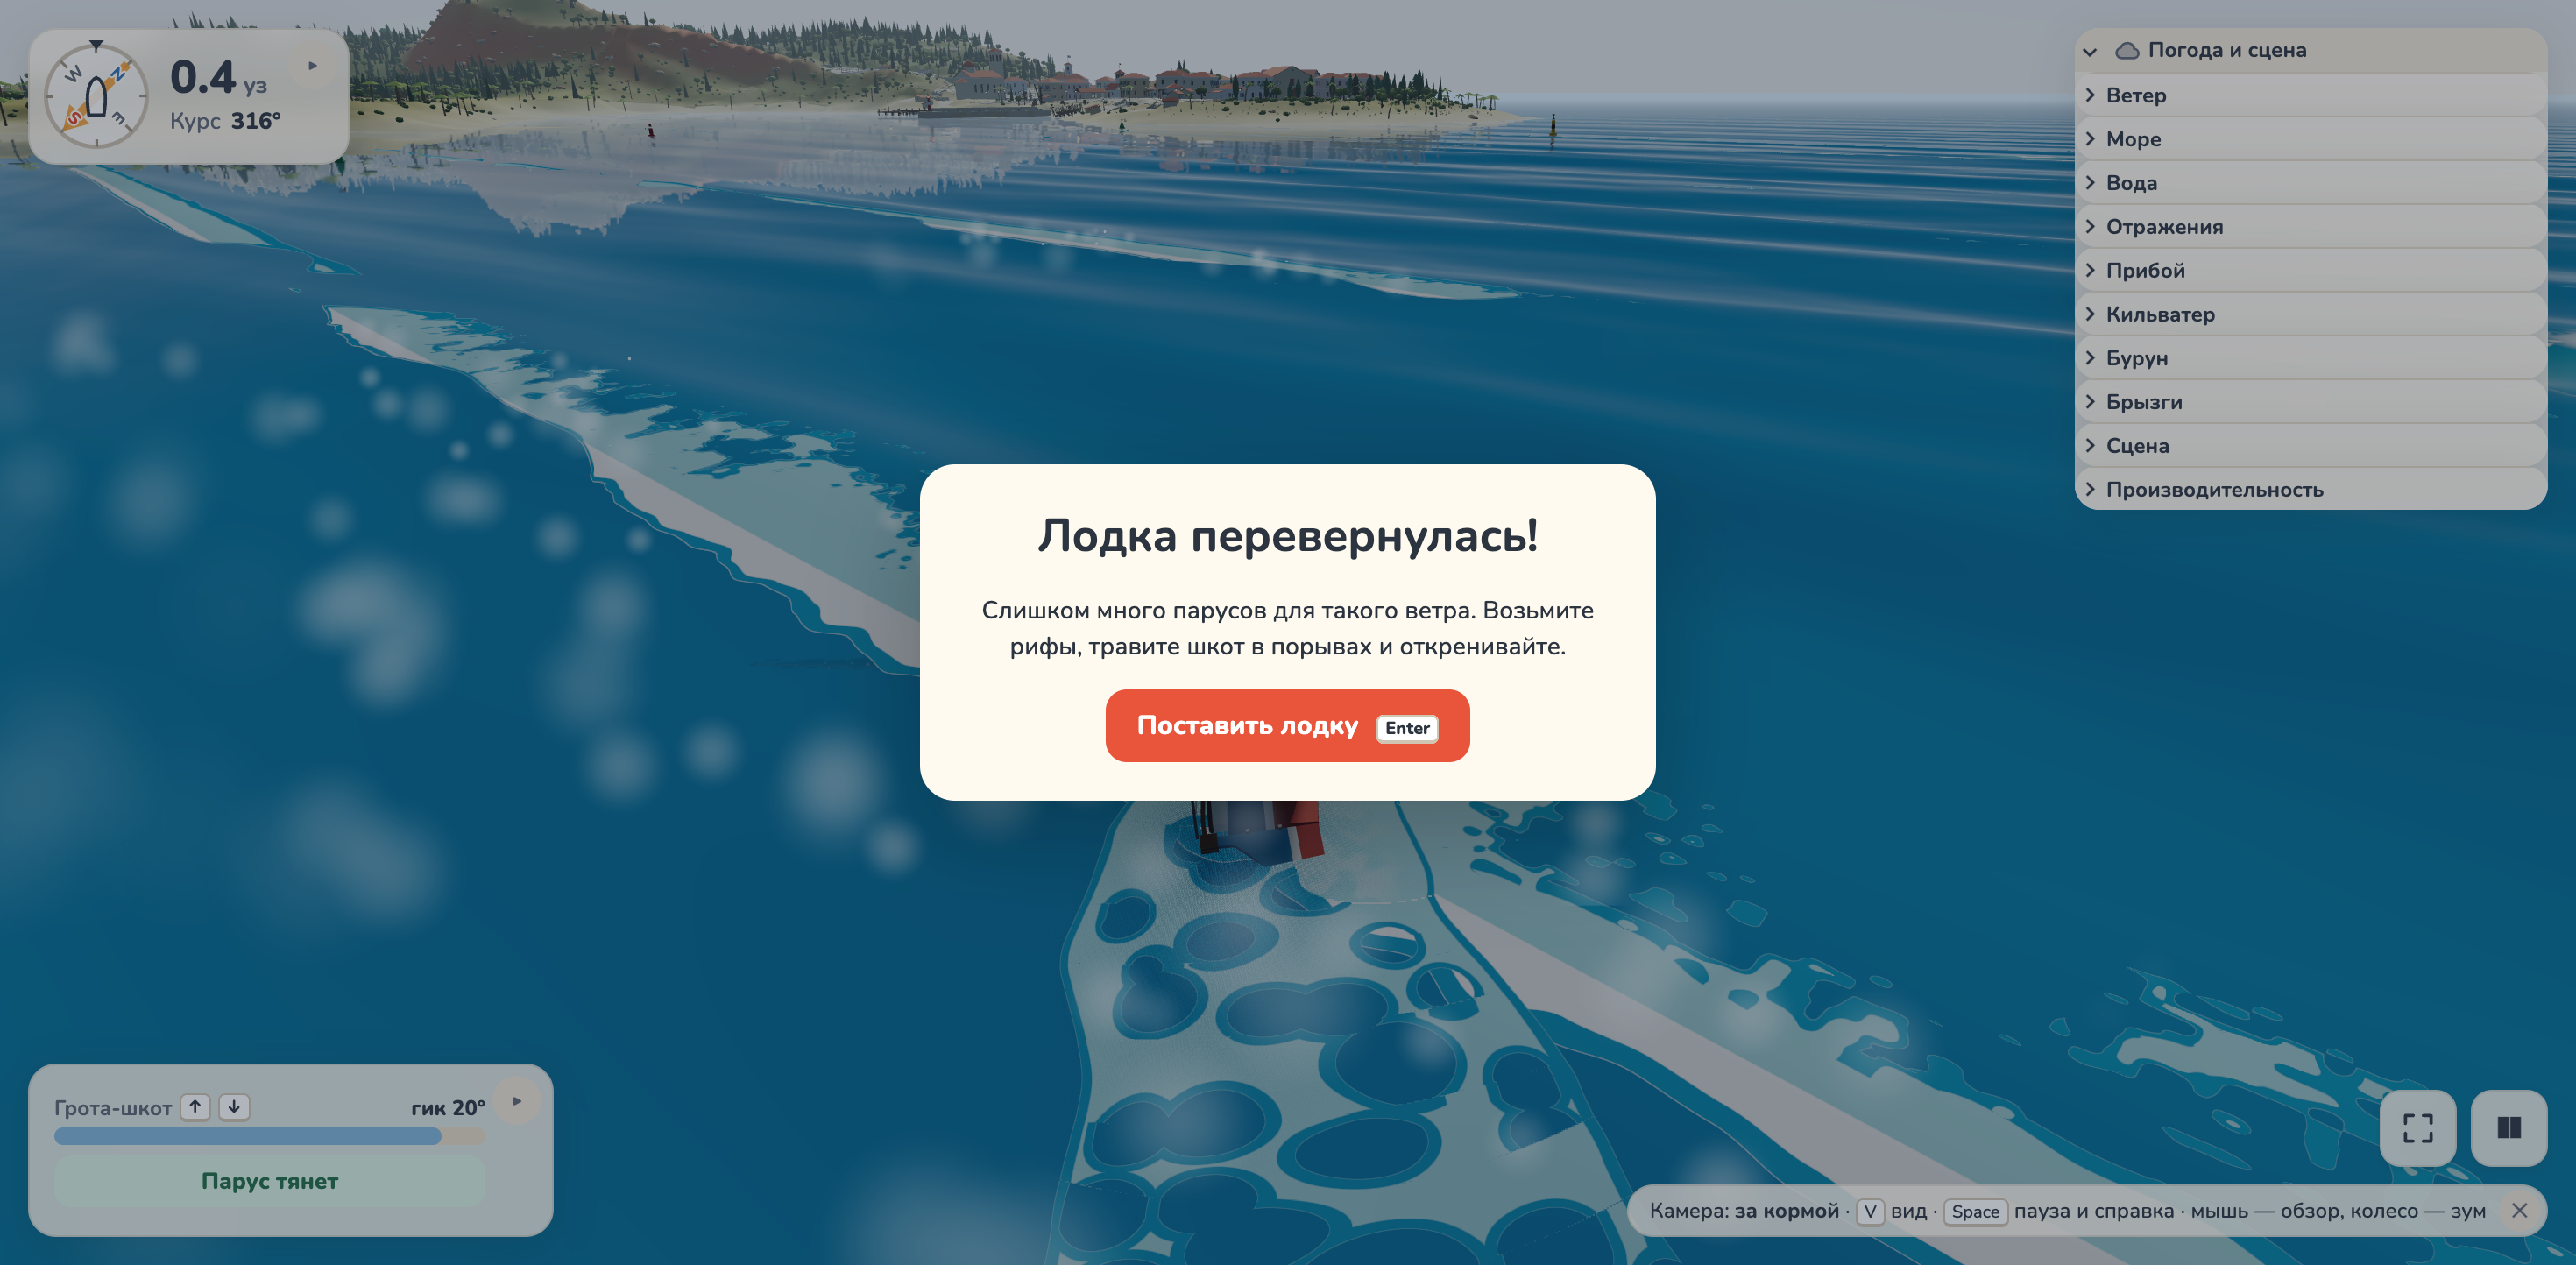 W N S E
0.4 уз
Курс 316°
Погода и сцена
Ветер
Море
Вода
Отражения
Прибой
Кильватер
Бурун
Брызги
Сцена
Производительность
Лодка перевернулась!
Слишком много парусов для такого ветра. Возьмите
рифы, травите шкот в порывах и откренивайте.
Поставить лодку Enter
Грота-шкот ↑ ↓ гик 20°
Парус тянет
Камера: за кормой · V вид · Space пауза и справка · мышь — обзор, колесо — зум